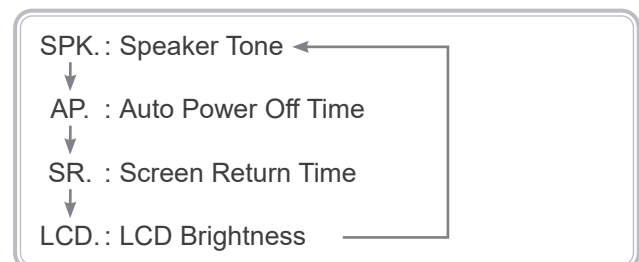 SPK. : Speaker Tone
AP. : Auto Power Off Time
SR. : Screen Return Time
LCD. : LCD Brightness